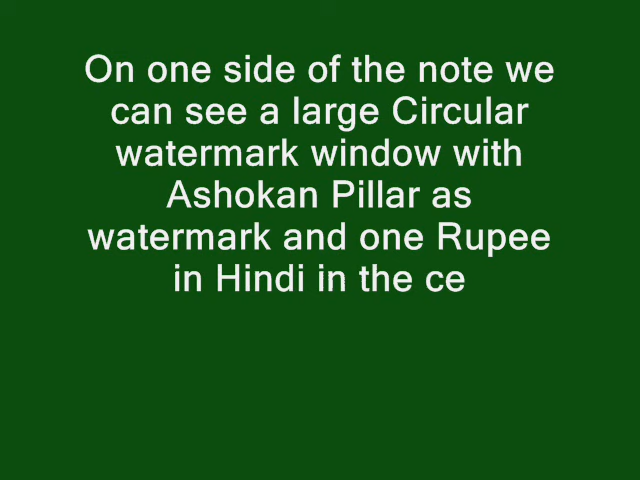 On one side of the note we
can see a large Circular
watermark window with
Ashokan Pillar as
watermark and one Rupee
in Hindi in the ce